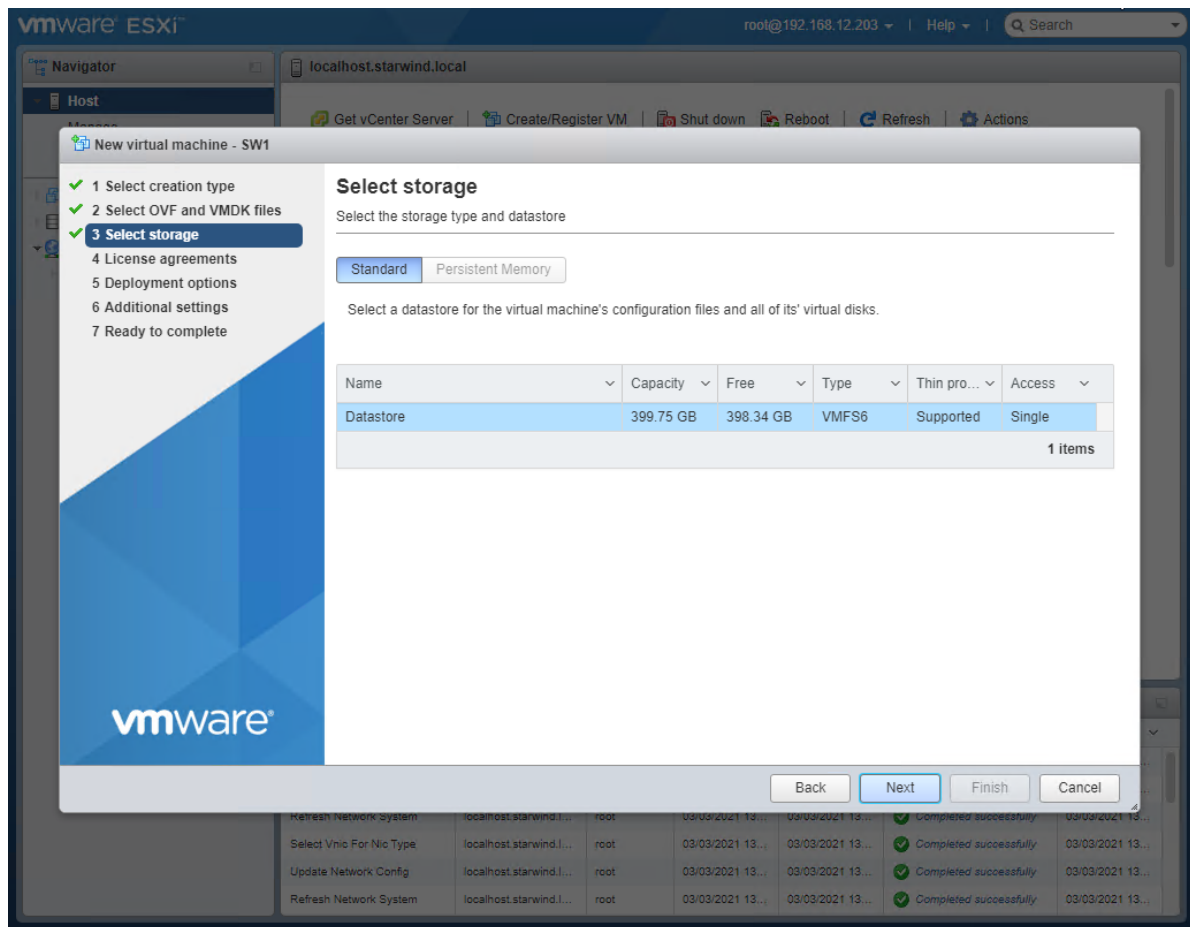 vmware ESXi™
root@192.168.12.203 | Help | Search
Navigator
localhost.starwind.local
Host
Get vCenter Server | Create/Register VM | Shut down Reboot | Refresh | Actions
Manage
New virtual machine - SW1
1 Select creation type
2 Select OVF and VMDK files
3 Select storage
4 License agreements
5 Deployment options
6 Additional settings
7 Ready to complete
vmware®
Select storage
Select the storage type and datastore
Standard Persistent Memory
Select a datastore for the virtual machine's configuration files and all of its' virtual disks.
Name Capacity Free Type Thin pro... Access
Datastore 399.75 GB 398.34 GB VMFS6 Supported Single
1 items
Back Next Finish Cancel
Refresh Network System localhost.starwind.l... root 03/03/2021 13... 03/03/2021 13... Completed successfully 03/03/2021 13...
Select Vnic For Nic Type localhost.starwind.l... root 03/03/2021 13... 03/03/2021 13... Completed successfully 03/03/2021 13...
Update Network Config localhost.starwind.l... root 03/03/2021 13... 03/03/2021 13... Completed successfully 03/03/2021 13...
Refresh Network System localhost.starwind.l... root 03/03/2021 13... 03/03/2021 13... Completed successfully 03/03/2021 13...